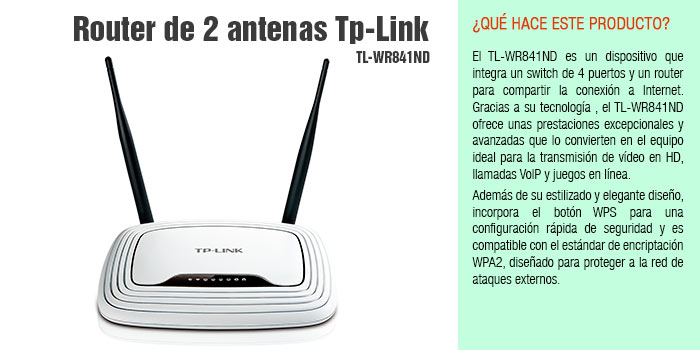 Router de 2 antenas Tp-Link
TL-WR841ND
TP-LINK
¿QUÉ HACE ESTE PRODUCTO?
El TL-WR841ND es un dispositivo que
integra un switch de 4 puertos y un router
para compartir la conexión a Internet.
Gracias a su tecnología , el TL-WR841ND
ofrece unas prestaciones excepcionales y
avanzadas que lo convierten en el equipo
ideal para la transmisión de vídeo en HD,
llamadas VoIP y juegos en línea.
Además de su estilizado y elegante diseño,
incorpora el botón WPS para una
configuración rápida de seguridad y es
compatible con el estándar de encriptación
WPA2, diseñado para proteger a la red de
ataques externos.